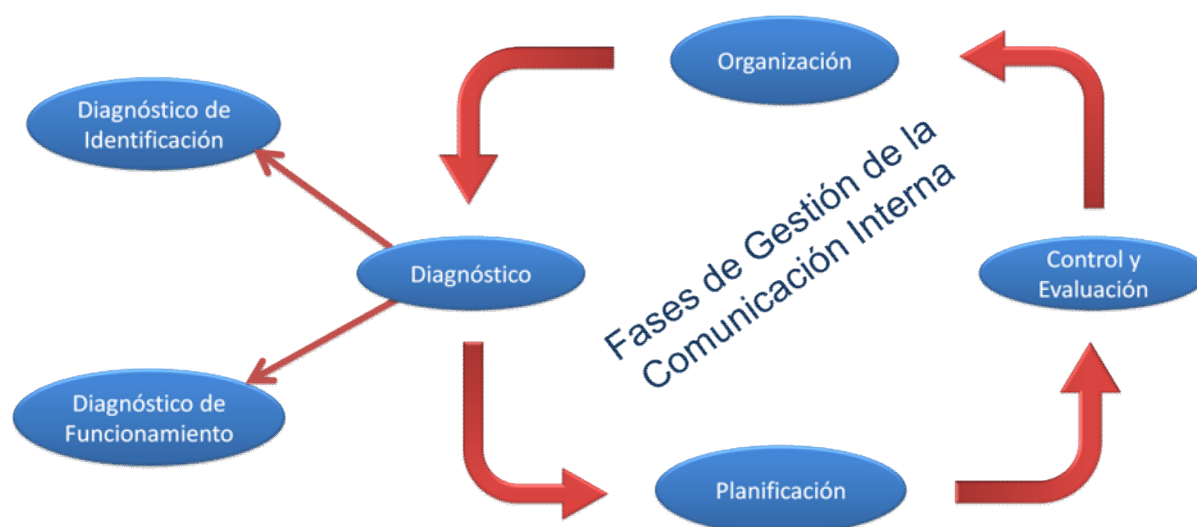 Organización
Diagnóstico de
Identificación
Fases de Gestión de la
Comunicación Interna
Diagnóstico
Control y
Evaluación
Diagnóstico de
Funcionamiento
Planificación